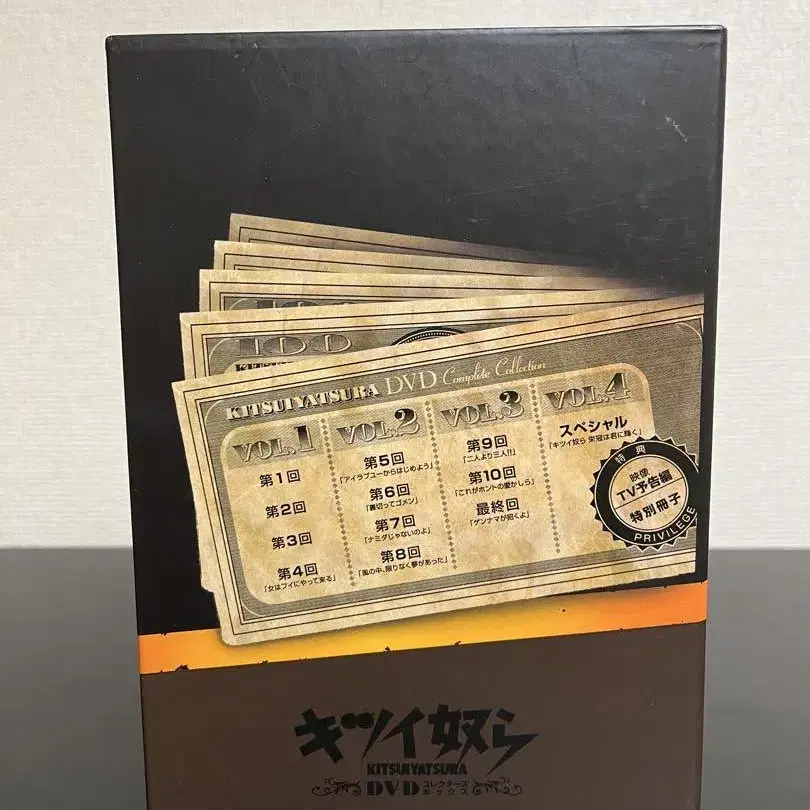 100
100
KITSUIYATSURA DVD Complete Collection
VOL.1
第1回
第2回
第3回
第4回
「女はフイにやって来る」
VOL.2
第5回
「アイラブユーからはじめよう」
第6回
「裏切ってゴメン」
第7回
「ナミダじゃないのよ」
第8回
「風の中、限りなく夢があった」
VOL.3
第9回
「二人より三人!!」
第10回
「これがホントの愛かしら」
最終回
「ゲンナマが招くよ」
VOL.4
スペシャル
「キツイ奴ら 栄冠は君に輝く」
特典
映像
TV予告編
特別冊子
PRIVILEGE
キツイ奴ら
KITSUIYATSURA
DVD コレクターズ
ボックス